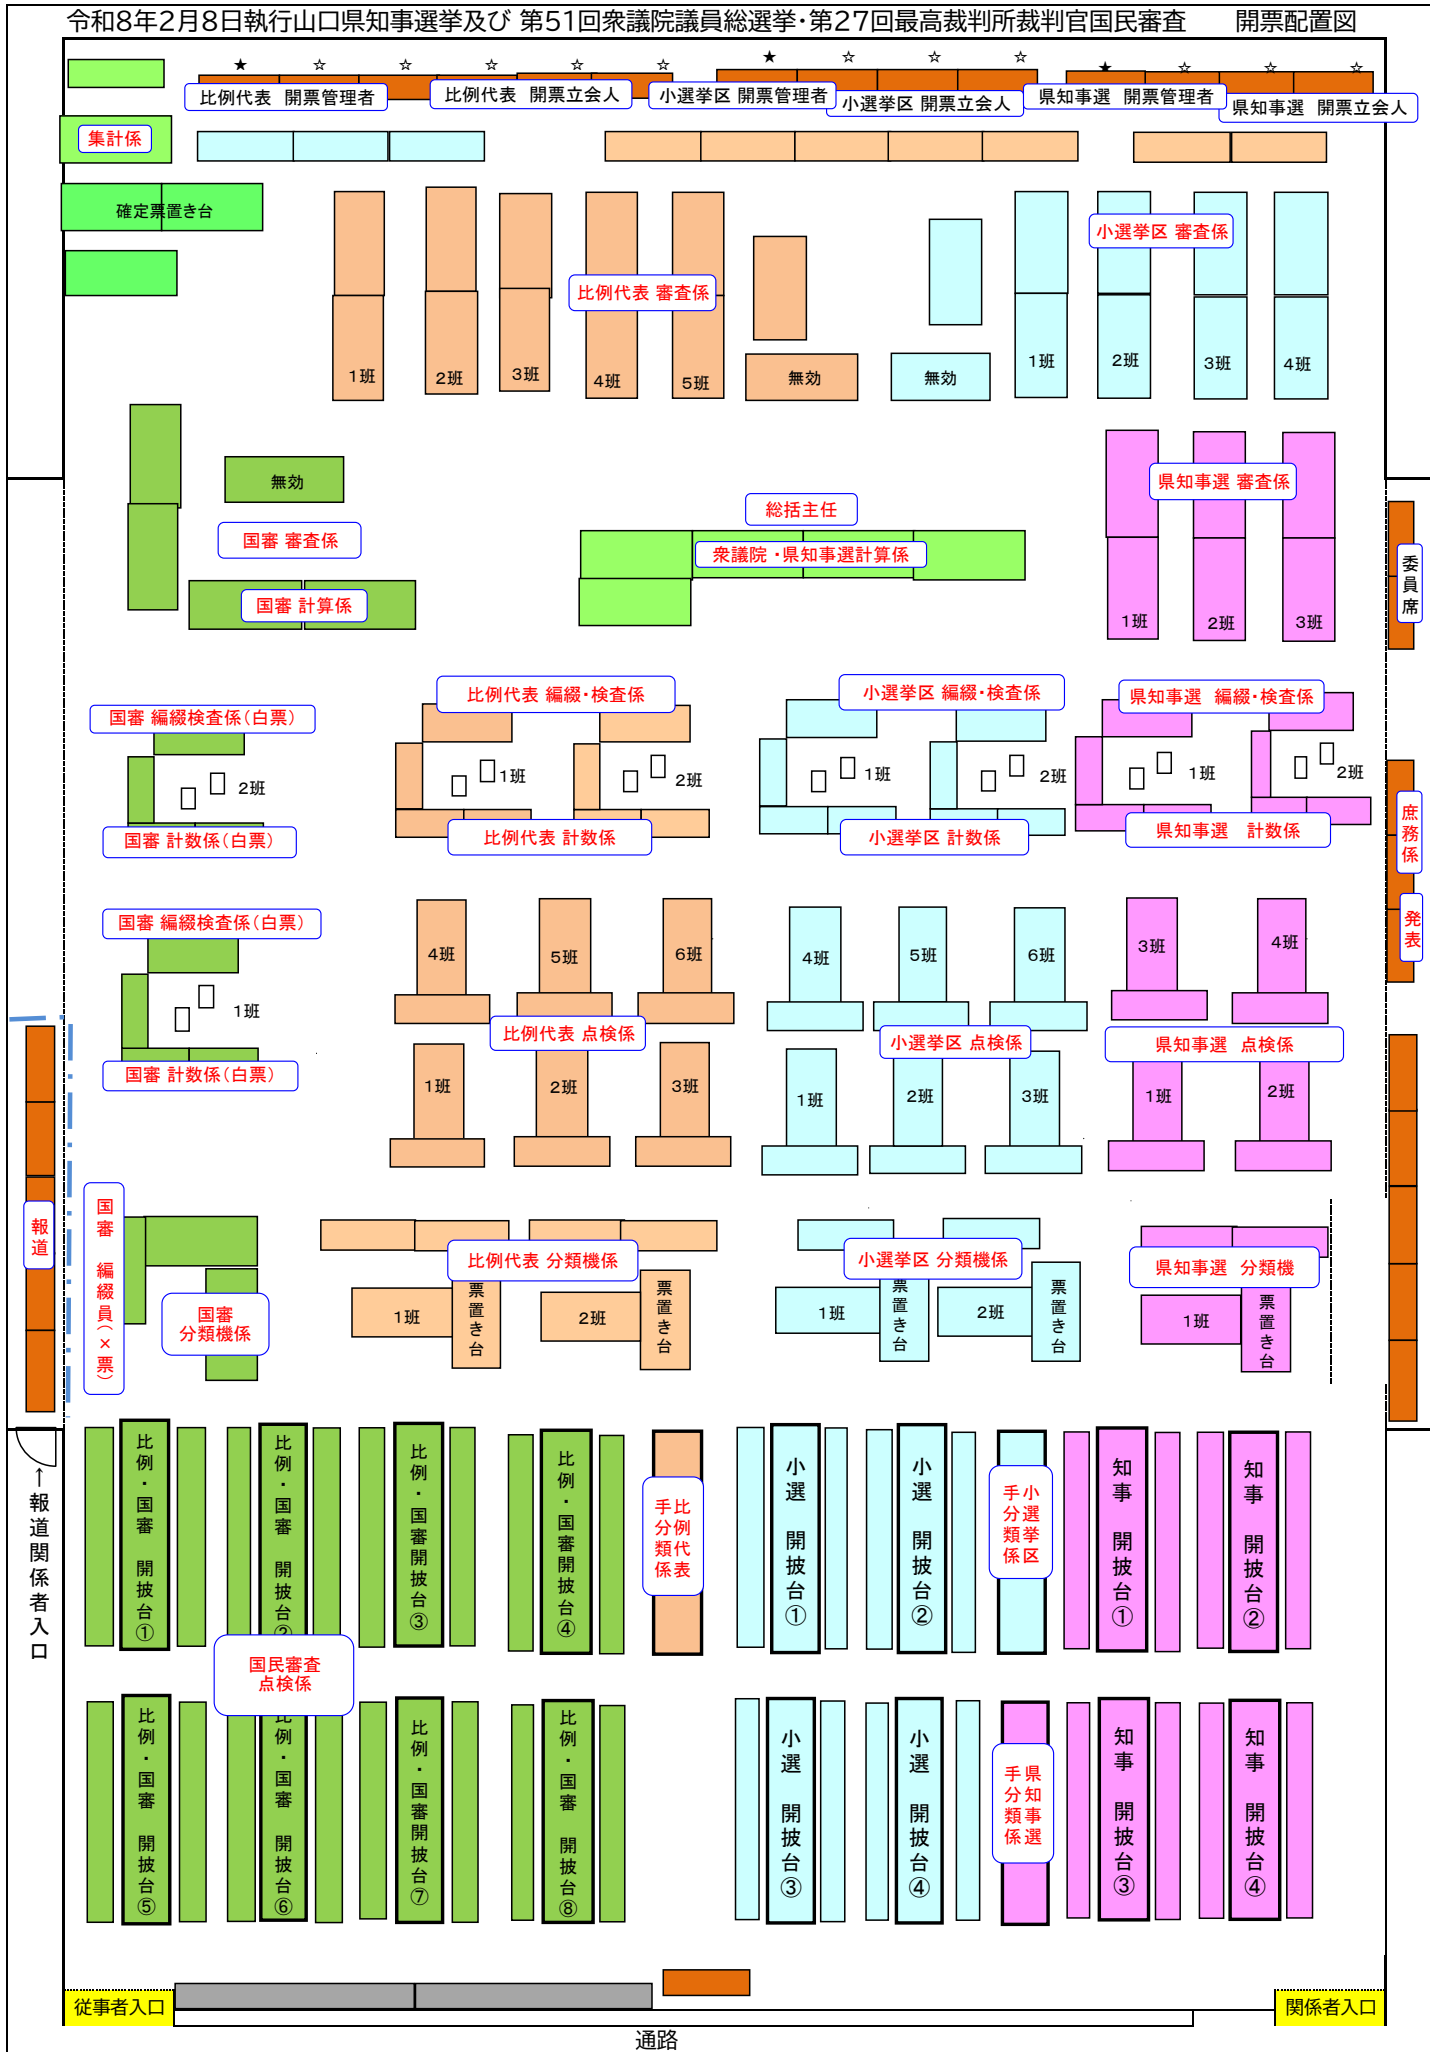 令和8年2月8日執行山口県知事選挙及び 第51回衆議院議員総選挙・第27回最高裁判所裁判官国民審査　　開票配置図
★ ☆ ☆ ☆ ☆ ☆ ★ ☆ ☆ ☆ ★ ☆ ☆ ☆
比例代表　開票管理者
比例代表　開票立会人
小選挙区 開票管理者
小選挙区 開票立会人
県知事選　開票管理者
県知事選　開票立会人
集計係
確定票置き台
比例代表 審査係
小選挙区 審査係
1班
2班
3班
4班
5班
無効
無効
1班
2班
3班
4班
無効
国審 審査係
国審 計算係
総括主任
衆議院・県知事選計算係
県知事選 審査係
1班
2班
3班
委員席
国審 編綴検査係（白票）
2班
国審 計数係（白票）
比例代表 編綴・検査係
1班
2班
比例代表 計数係
小選挙区 編綴・検査係
1班
2班
小選挙区 計数係
県知事選　編綴・検査係
1班
2班
県知事選　計数係
庶務係
発表
国審 編綴検査係（白票）
1班
国審 計数係（白票）
4班
5班
6班
比例代表 点検係
1班
2班
3班
4班
5班
6班
小選挙区 点検係
1班
2班
3班
3班
4班
県知事選　点検係
1班
2班
報道
国審　編綴員（×票）
国審
分類機係
比例代表 分類機係
1班
票置き台
2班
票置き台
小選挙区 分類機係
1班
票置き台
2班
票置き台
県知事選　分類機
1班
票置き台
↑報道関係者入口
比例・国審　開披台①
比例・国審　開披台②
比例・国審開披台③
比例・国審開披台④
比例代表
手分類係
小選　開披台①
小選　開披台②
小選挙区
手分類係
知事　開披台①
知事　開披台②
国民審査
点検係
比例・国審　開披台⑤
比例・国審　開披台⑥
比例・国審開披台⑦
比例・国審　開披台⑧
小選　開披台③
小選　開披台④
県知事選
手分類係
知事　開披台③
知事　開披台④
従事者入口
関係者入口
通路